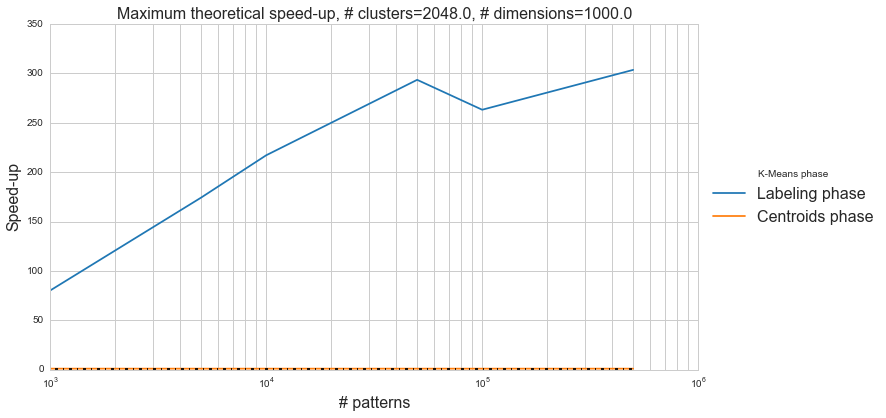 Maximum theoretical speed-up, # clusters=2048.0, # dimensions=1000.0
350
300
250
200
150
100
50
0
Speed-up
10^3
10^4
10^5
10^6
# patterns
K-Means phase
Labeling phase
Centroids phase